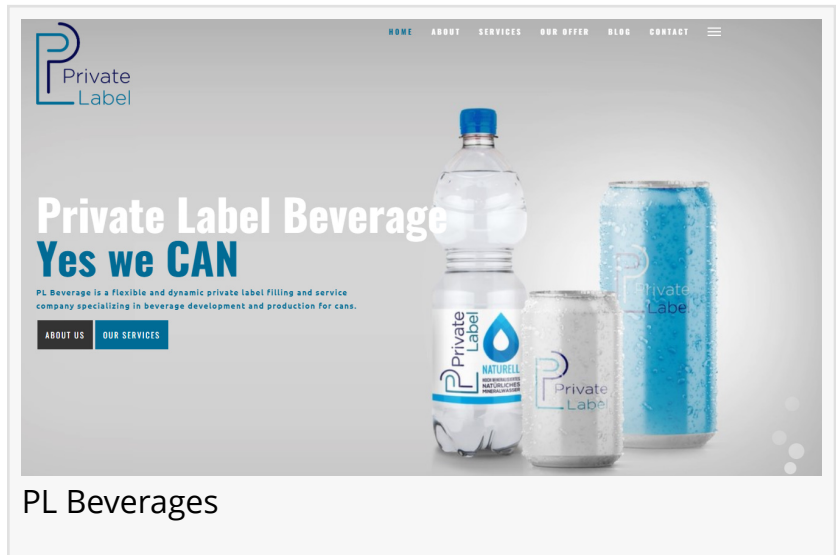 Private
Label
HOME ABOUT SERVICES OUR OFFER BLOG CONTACT
Private Label Beverage
Yes we CAN
PL Beverage is a flexible and dynamic private label filling and service
company specializing in beverage development and production for cans.
ABOUT US OUR SERVICES
Private
Label
NATURELL
NATÜRLICHES
MINERALWASSER
Private
Label
Private
Label
PL Beverages